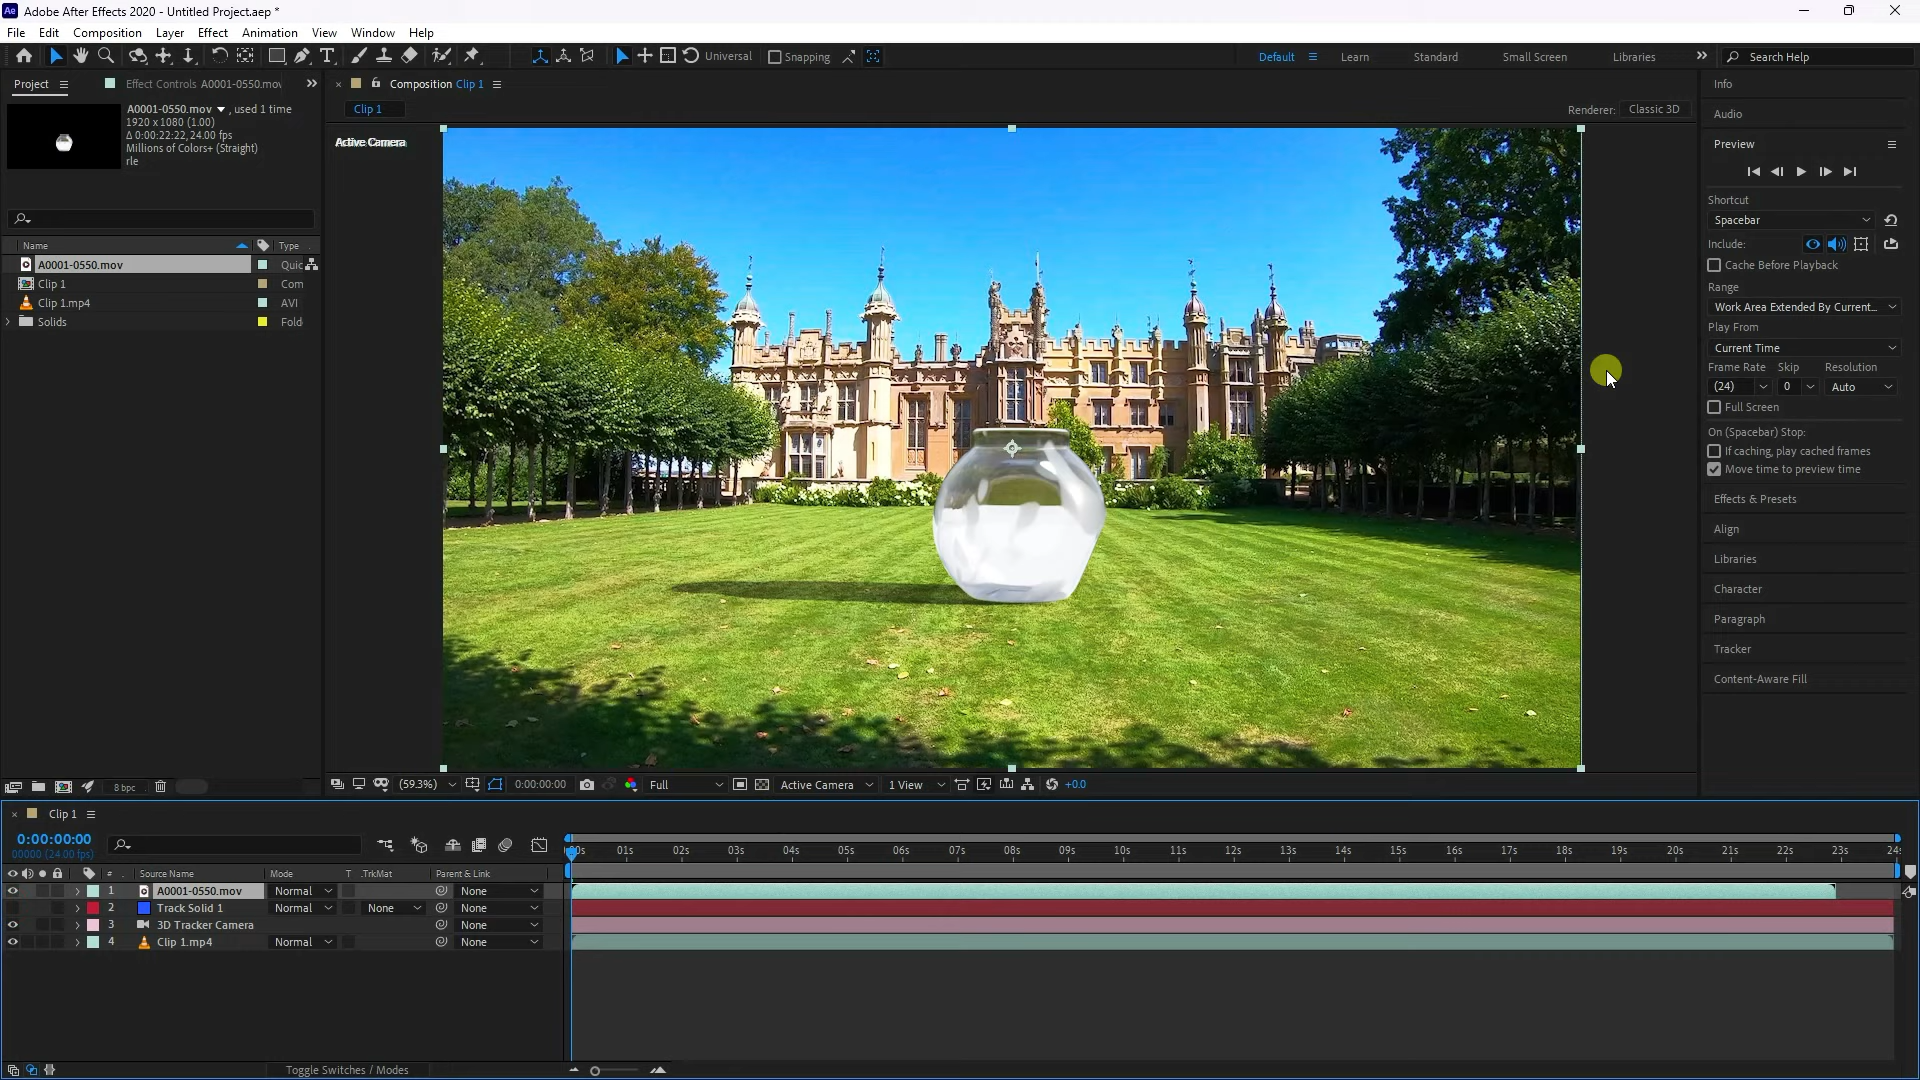 Adobe After Effects 2020 - Untitled Project.aep *
File Edit Composition Layer Effect Animation View Window Help
Universal Snapping Default Learn Standard Small Screen Libraries Search Help
Project Effect Controls A0001-0550.mov Composition Clip 1
A0001-0550.mov , used 1 time
1920 x 1080 (1.00)
Δ 0:00:22:22, 24.00 fps
Millions of Colors+ (Straight)
rle
Clip 1 Renderer: Classic 3D
Active Camera
Name Type
A0001-0550.mov Quic
Clip 1 Com
Clip 1.mp4 AVI
Solids Fold
Info
Audio
Preview
Shortcut
Spacebar
Include:
Cache Before Playback
Range
Work Area Extended By Current...
Play From
Current Time
Frame Rate Skip Resolution
(24) 0 Auto
Full Screen
On (Spacebar) Stop:
If caching, play cached frames
Move time to preview time
Effects & Presets
Align
Libraries
Character
Paragraph
Tracker
Content-Aware Fill
8 bpc (59.3%) 0:00:00:00 Full Active Camera 1 View +0.0
Clip 1
0:00:00:00
00000 (24.00 fps)
:00s 01s 02s 03s 04s 05s 06s 07s 08s 09s 10s 11s 12s 13s 14s 15s 16s 17s 18s 19s 20s 21s 22s 23s 24s
# Source Name Mode T .TrkMat Parent & Link
1 A0001-0550.mov Normal None
2 Track Solid 1 Normal None None
3 3D Tracker Camera None
4 Clip 1.mp4 Normal None
Toggle Switches / Modes